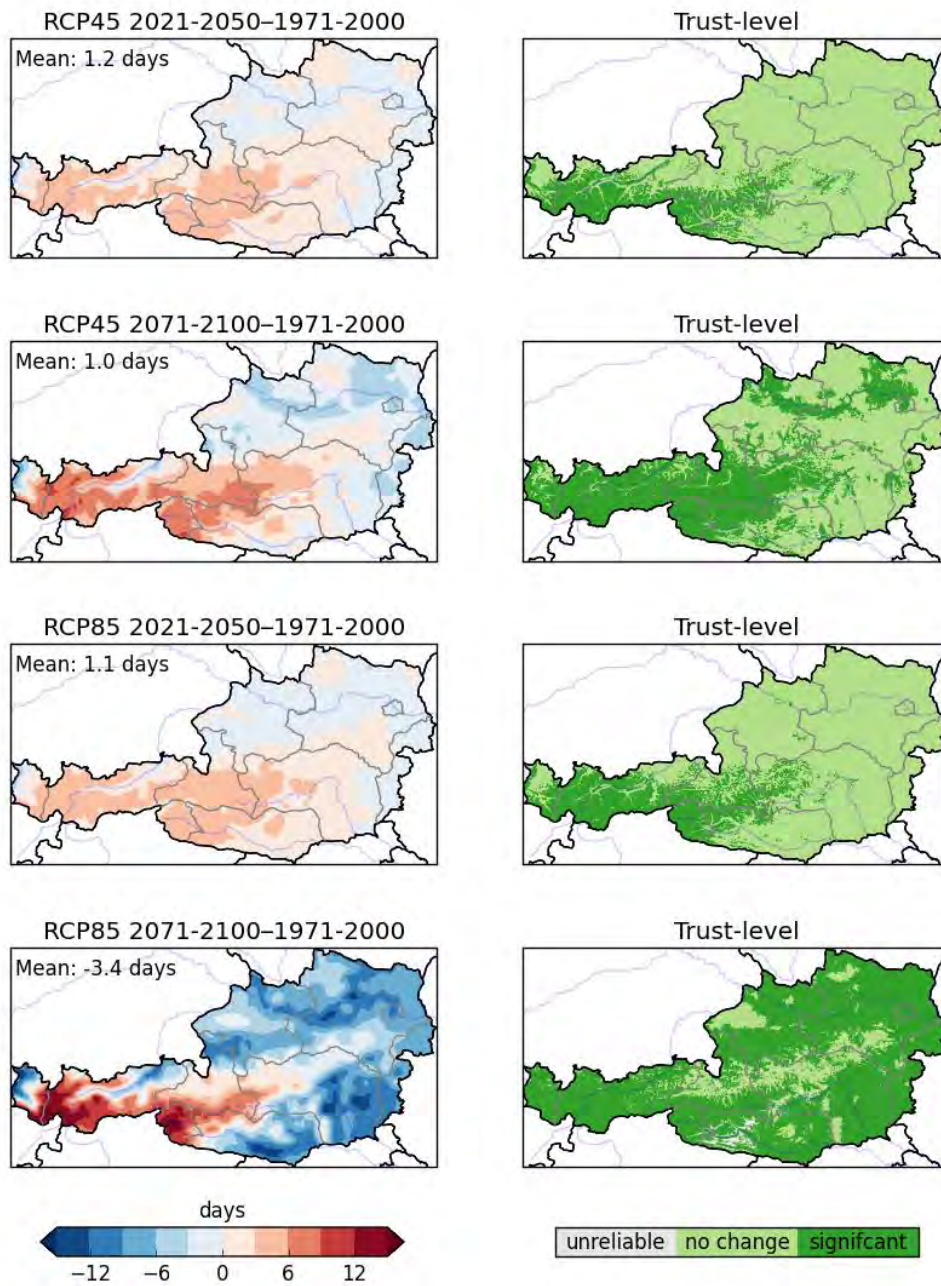 RCP45 2021-2050–1971-2000
Trust-level
Mean: 1.2 days
RCP45 2071-2100–1971-2000
Trust-level
Mean: 1.0 days
RCP85 2021-2050–1971-2000
Trust-level
Mean: 1.1 days
RCP85 2071-2100–1971-2000
Trust-level
Mean: -3.4 days
days
unreliable no change signifcant
−12 −6 0 6 12